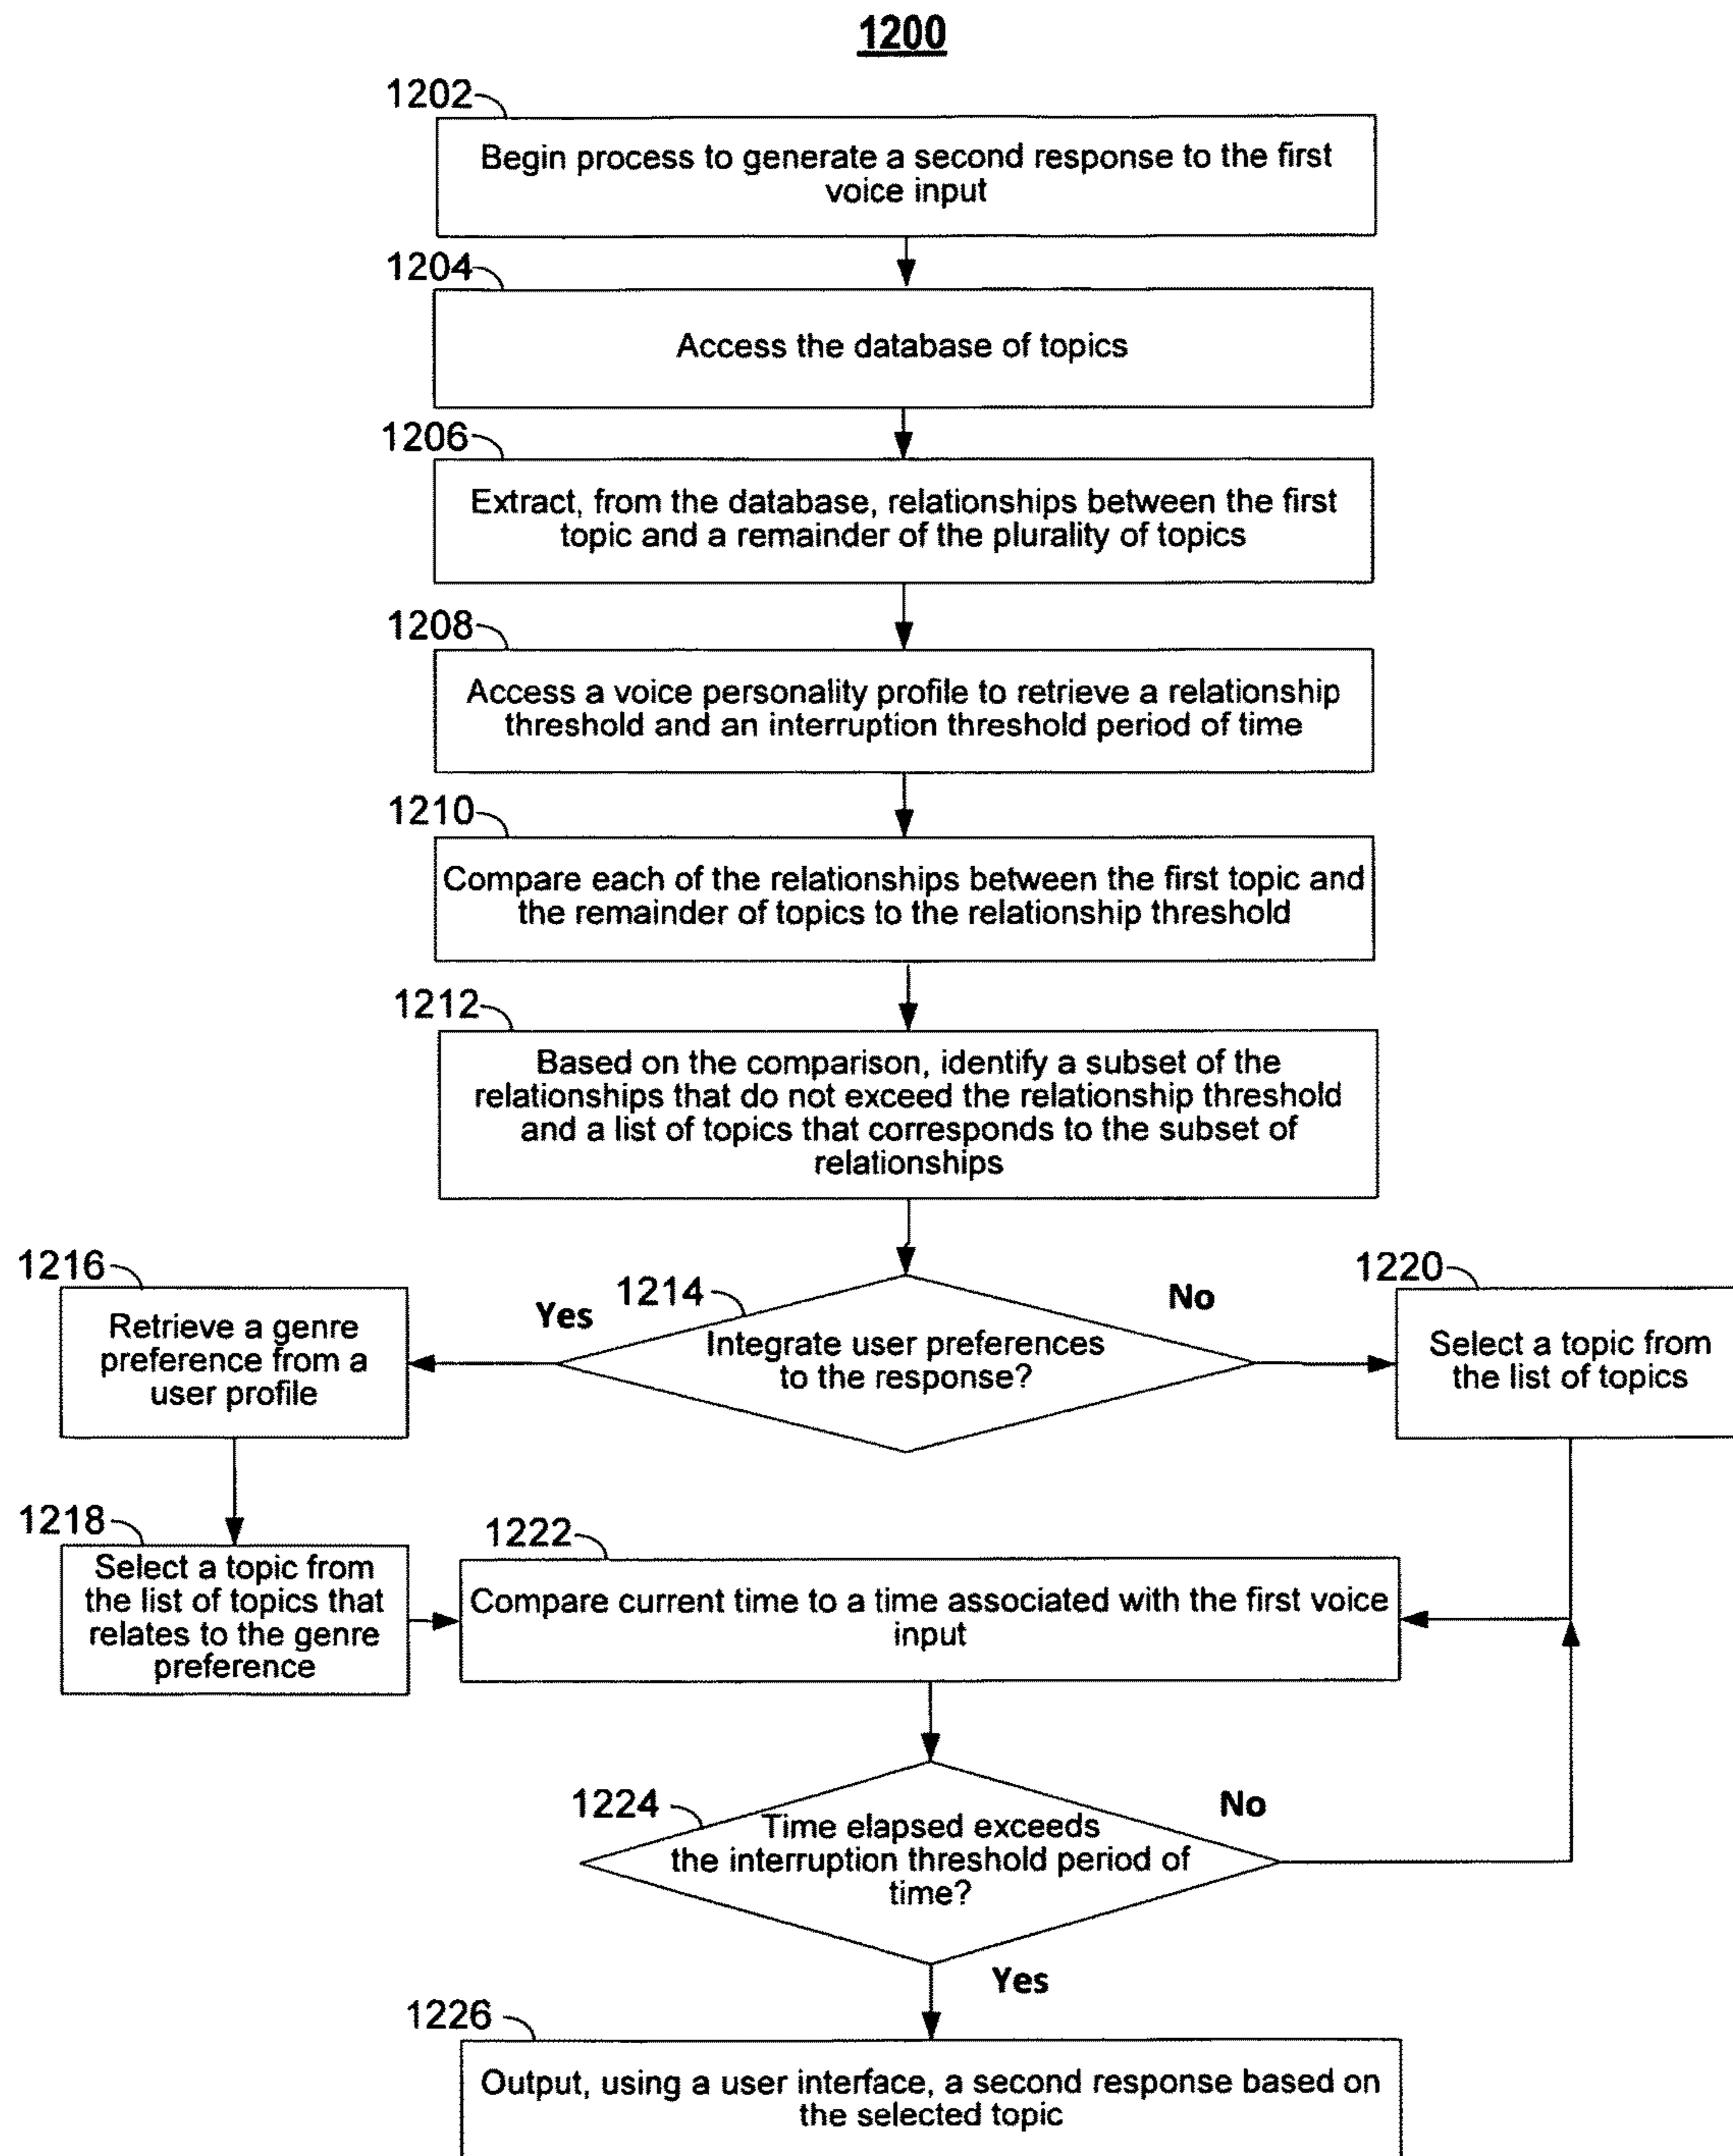 1200
1202
Begin process to generate a second response to the first
voice input
1204
Access the database of topics
1206
Extract, from the database, relationships between the first
topic and a remainder of the plurality of topics
1208
Access a voice personality profile to retrieve a relationship
threshold and an interruption threshold period of time
1210
Compare each of the relationships between the first topic and
the remainder of topics to the relationship threshold
1212
Based on the comparison, identify a subset of the
relationships that do not exceed the relationship threshold
and a list of topics that corresponds to the subset of
relationships
1214
Integrate user preferences
to the response?
Yes
No
1216
Retrieve a genre
preference from a
user profile
1220
Select a topic from
the list of topics
1218
Select a topic from
the list of topics that
relates to the genre
preference
1222
Compare current time to a time associated with the first voice
input
1224
Time elapsed exceeds
the interruption threshold period of
time?
No
Yes
1226
Output, using a user interface, a second response based on
the selected topic